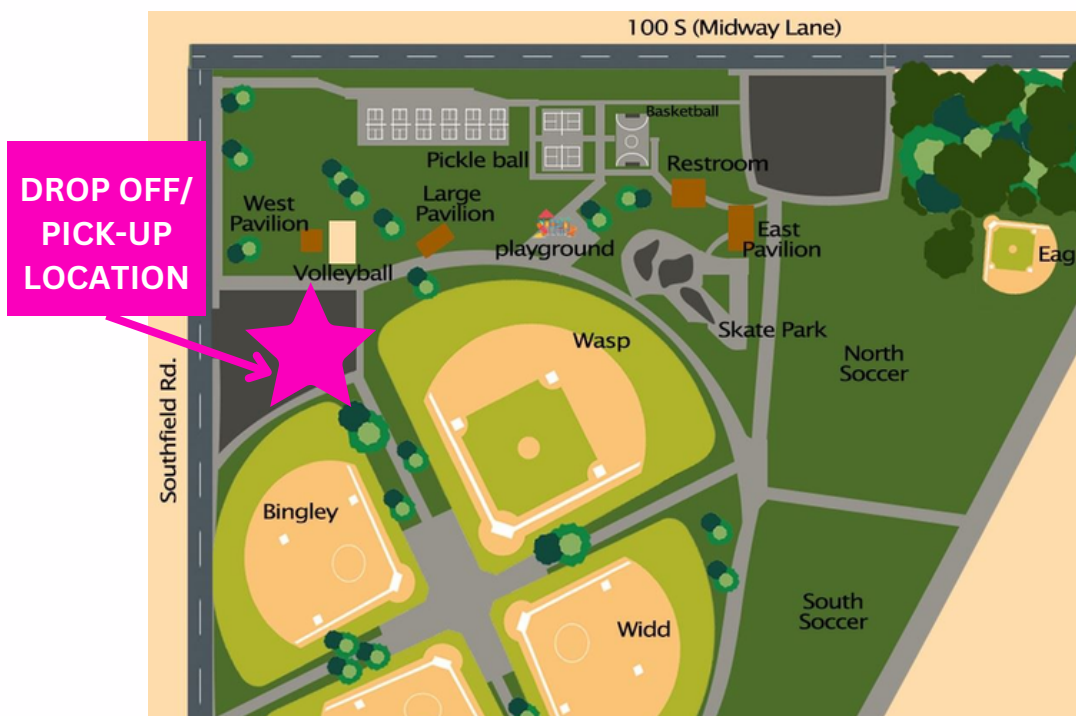 100 S (Midway Lane)
Basketball
Pickle ball
Restroom
DROP OFF/
PICK-UP
LOCATION
West
Pavilion
Large
Pavilion
playground
East
Pavilion
Eag
Volleyball
Skate Park
Wasp
North
Soccer
Southfield Rd.
Bingley
Widd
South
Soccer